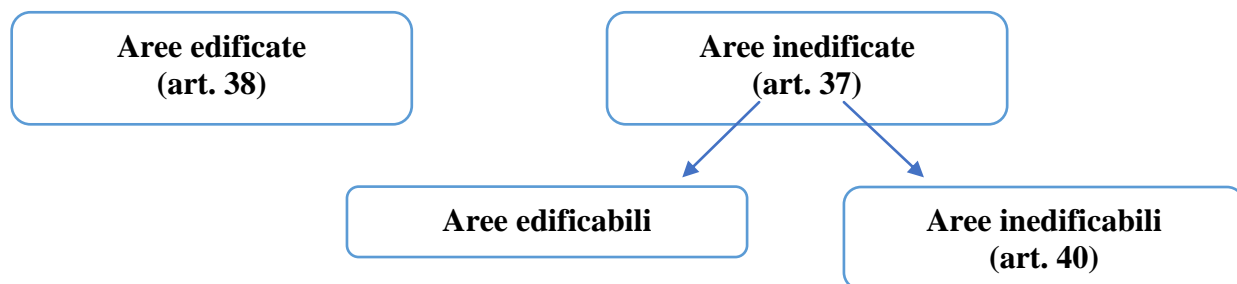 Aree edificate
(art. 38)
Aree inedificate
(art. 37)
Aree edificabili
Aree inedificabili
(art. 40)